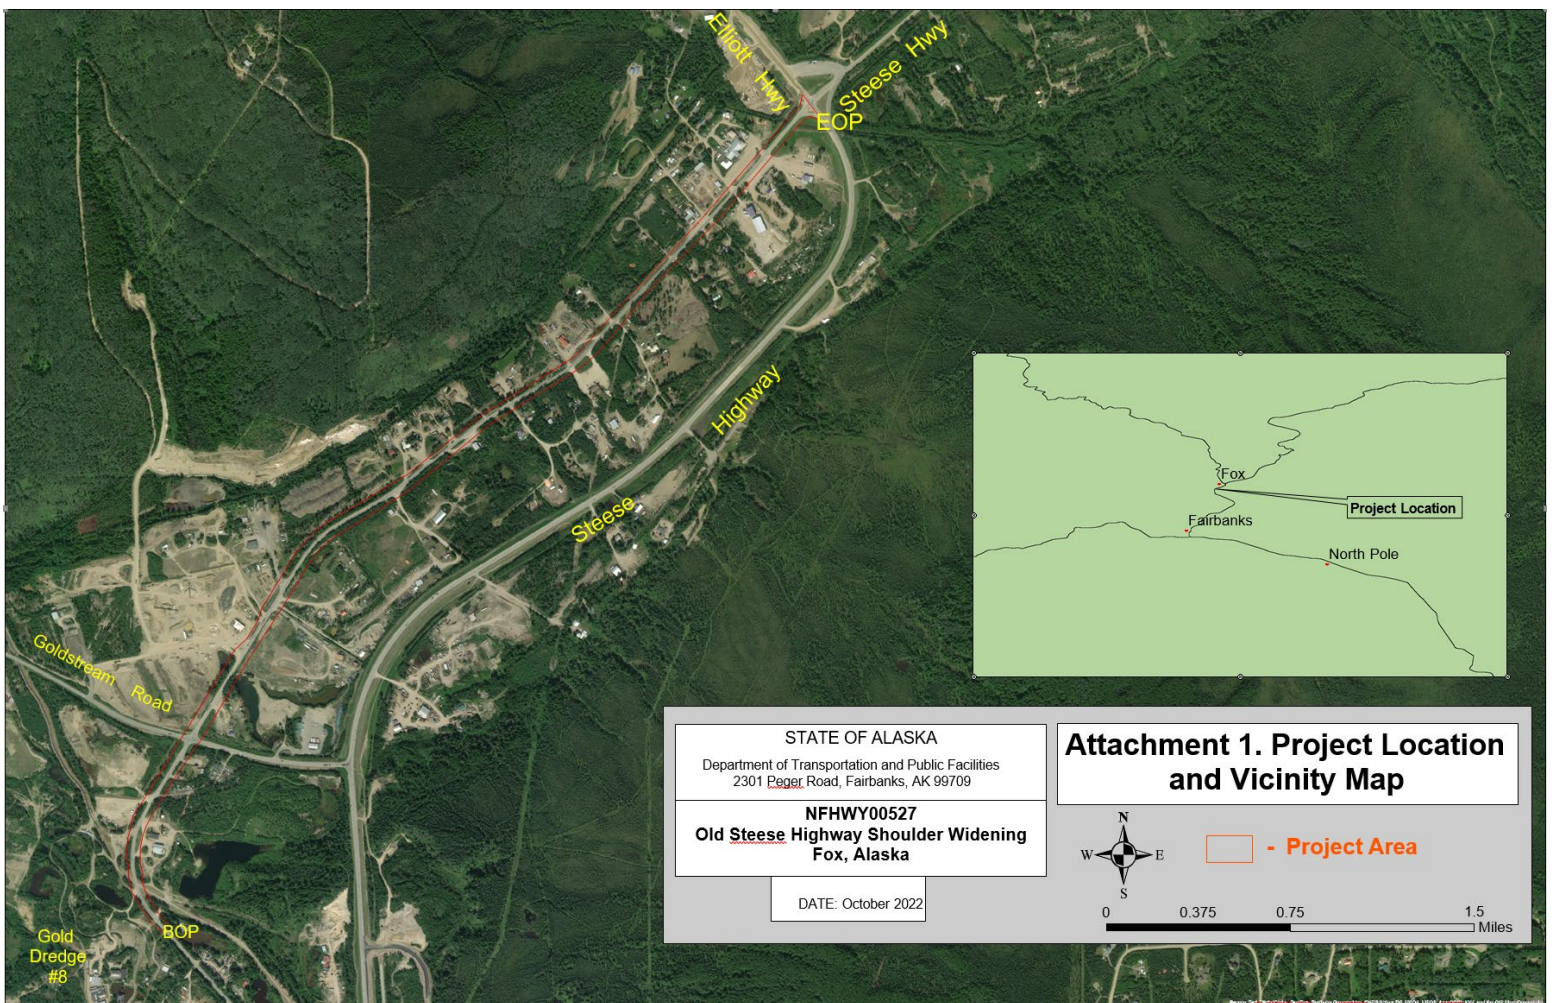 Elliott Hwy
Steese Hwy
EOP
Steese Highway
Goldstream Road
BOP
Gold
Dredge
#8
Fox
Project Location
Fairbanks
North Pole
STATE OF ALASKA
Department of Transportation and Public Facilities
2301 Peger Road, Fairbanks, AK 99709
NFHWY00527
Old Steese Highway Shoulder Widening
Fox, Alaska
DATE: October 2022
Attachment 1. Project Location
and Vicinity Map
N
W E
S
- Project Area
0 0.375 0.75 1.5
Miles